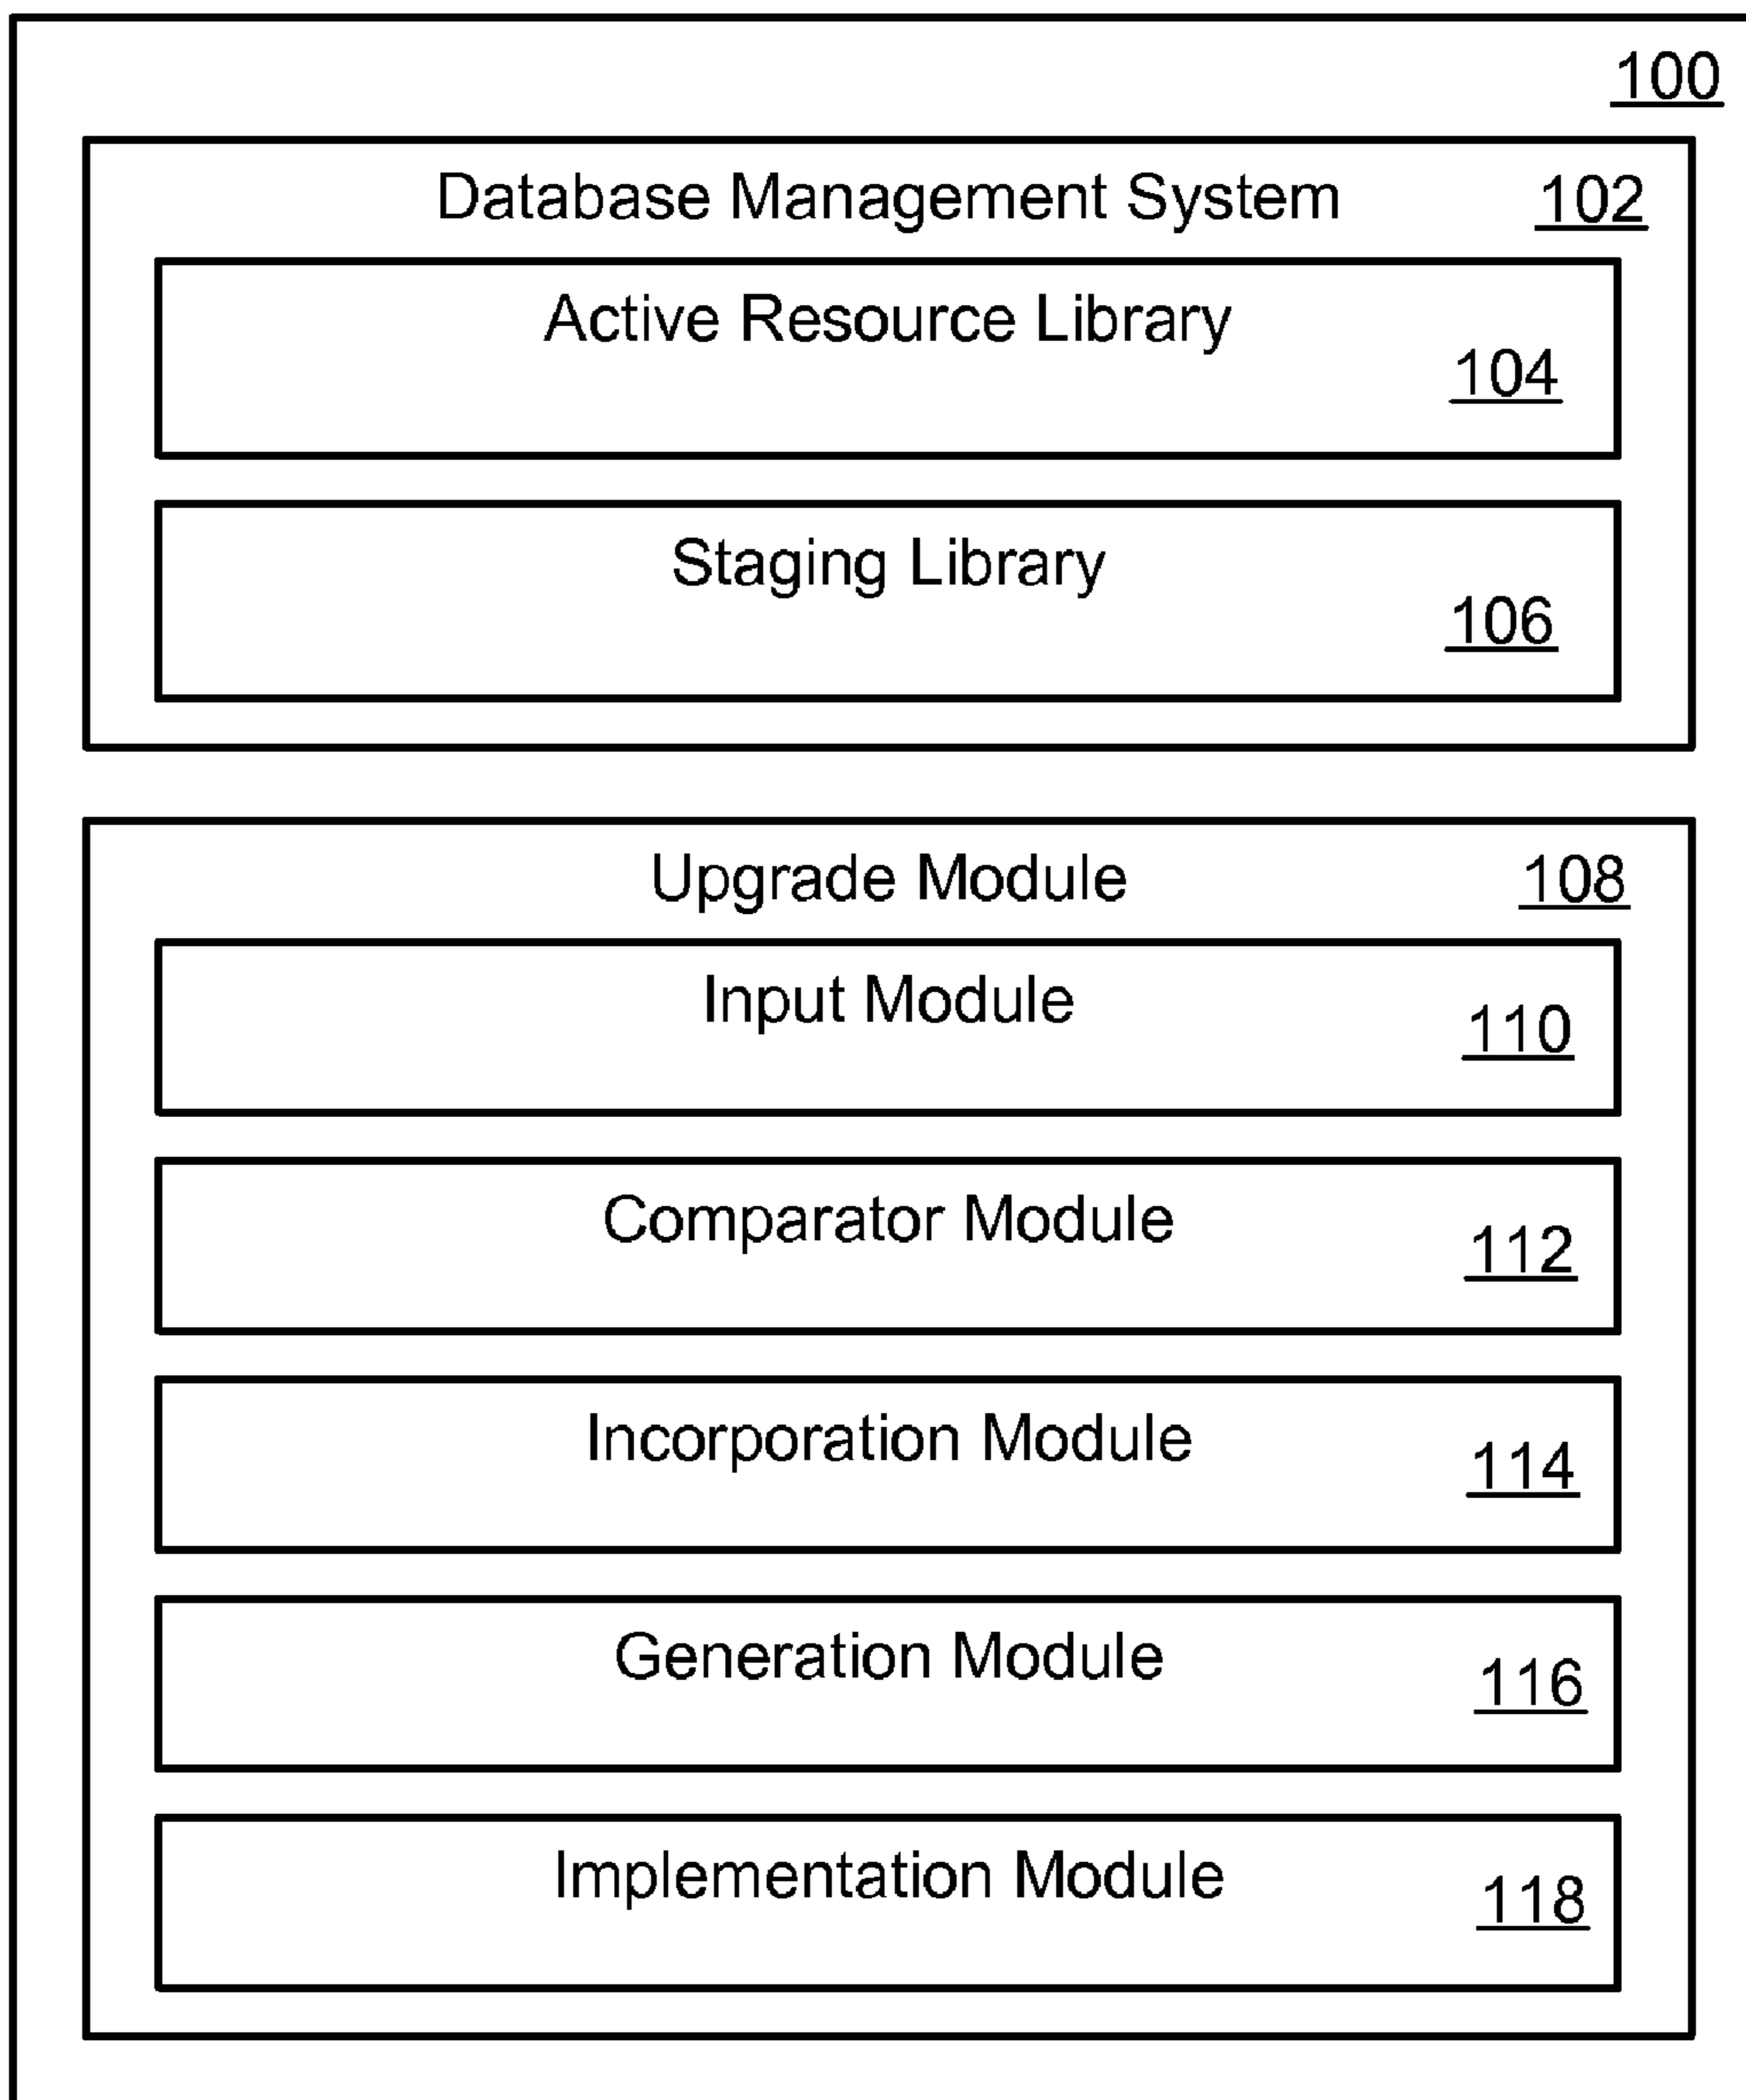 100
Database Management System 102
Active Resource Library
104
Staging Library
106
Upgrade Module 108
Input Module
110
Comparator Module
112
Incorporation Module
114
Generation Module
116
Implementation Module
118